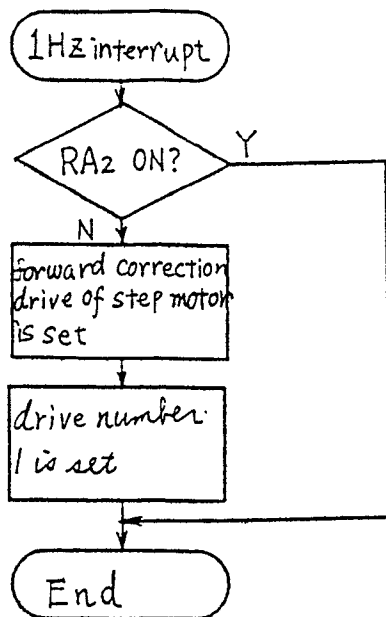 1Hz interrupt
RA2 ON?
Y
N
forward correction
drive of step motor
is set
drive number.
1 is set
End